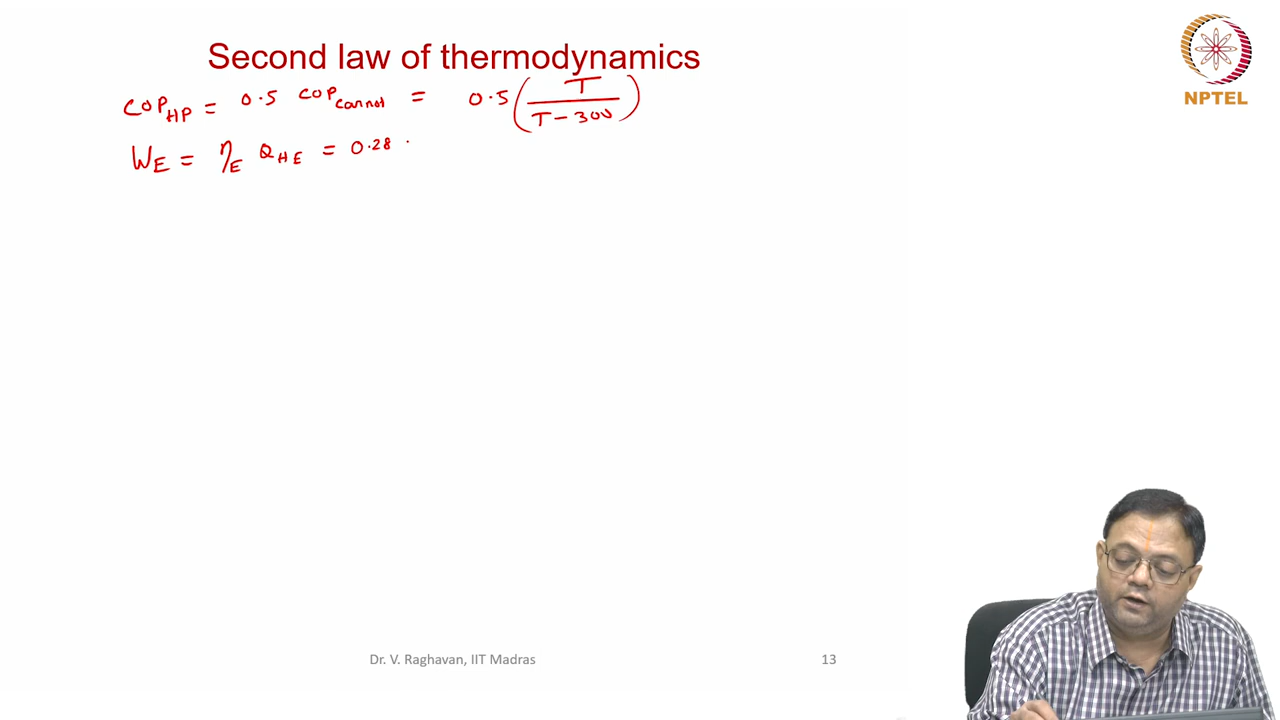 Second law of thermodynamics
COP_HP = 0.5 COP_Carnot = 0.5 (T / (T - 300))
W_E = η_E Q_HE = 0.28 .
NPTEL
Dr. V. Raghavan, IIT Madras
13